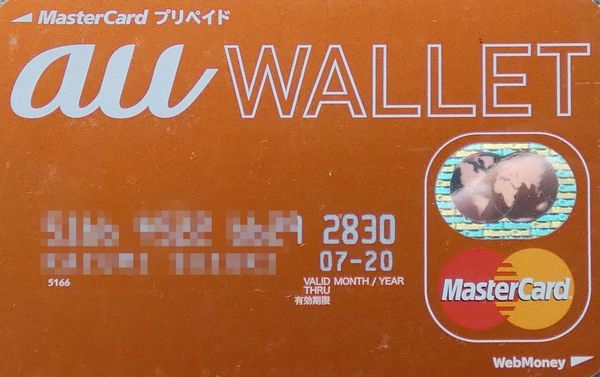 MasterCard プリペイド
au WALLET
2830
07-20
5166
VALID THRU MONTH / YEAR
有効期限
MasterCard
WebMoney